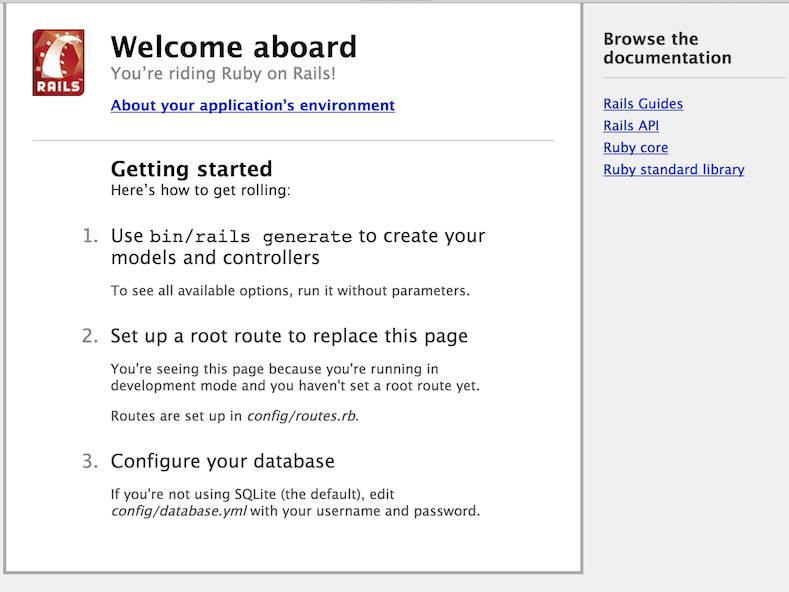 RAILS
Welcome aboard
You’re riding Ruby on Rails!
About your application’s environment
Getting started
Here’s how to get rolling:
1. Use bin/rails generate to create your
models and controllers
To see all available options, run it without parameters.
2. Set up a root route to replace this page
You're seeing this page because you're running in
development mode and you haven't set a root route yet.
Routes are set up in config/routes.rb.
3. Configure your database
If you're not using SQLite (the default), edit
config/database.yml with your username and password.
Browse the
documentation
Rails Guides
Rails API
Ruby core
Ruby standard library